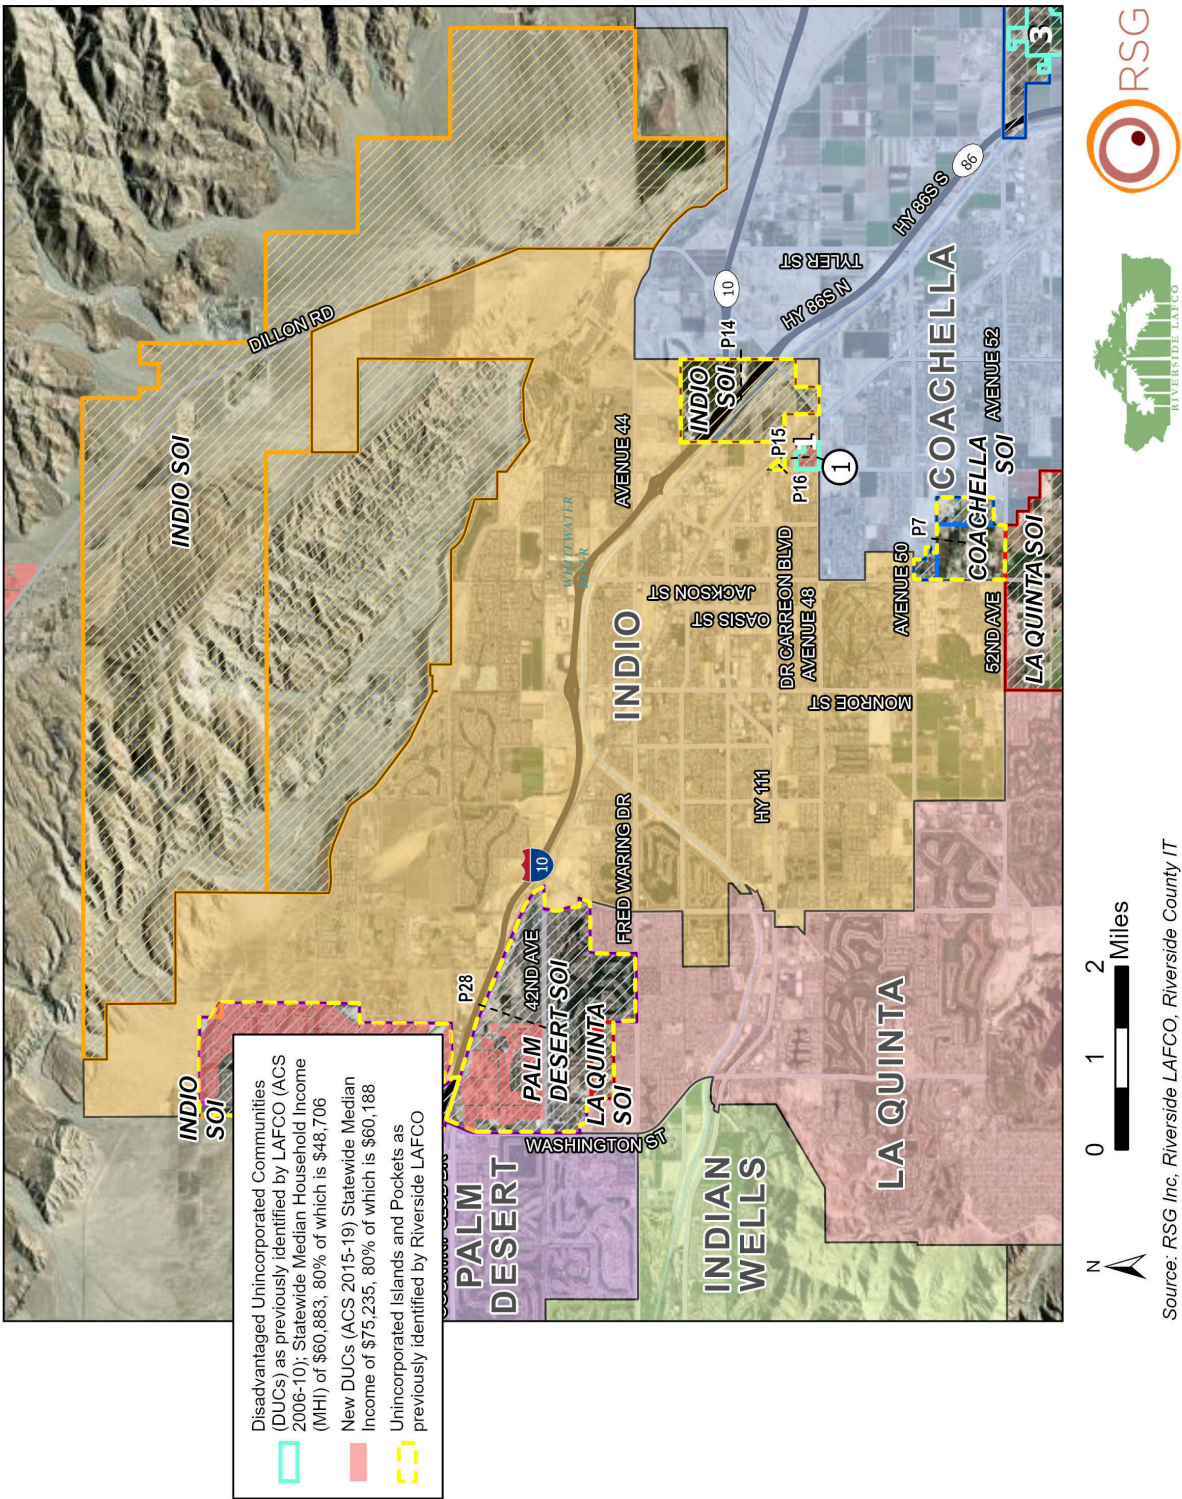 Disadvantaged Unincorporated Communities
(DUCs) as previously identified by LAFCO (ACS
2006-10); Statewide Median Household Income
(MHI) of $60,883, 80% of which is $48,706
New DUCs (ACS 2015-19) Statewide Median
Income of $75,235, 80% of which is $60,188
Unincorporated Islands and Pockets as
previously identified by Riverside LAFCO
INDIO SOI
DILLON RD
INDIO
SOI
P28
42ND AVE
PALM
DESERT SOI
LA QUINTA
SOI
WASHINGTON ST
PALM
DESERT
INDIAN
WELLS
LA QUINTA
FRED WARING DR
10
INDIO
WHITEWATER
RIVER
AVENUE 44
JACKSON ST
OASIS ST
DR CARREON BLVD
AVENUE 48
MONROE ST
HY 111
INDIO
SOI
P14
P15
P16
1
1
10
TYLER ST
HY 86S N
HY 86S S
86
COACHELLA
AVENUE 52
COACHELLA
SOI
P7
AVENUE 50
52ND AVE
LA QUINTA SOI
3
N
0 1 2
Miles
Source: RSG Inc, Riverside LAFCO, Riverside County IT
RIVERSIDE LAFCO
RSG